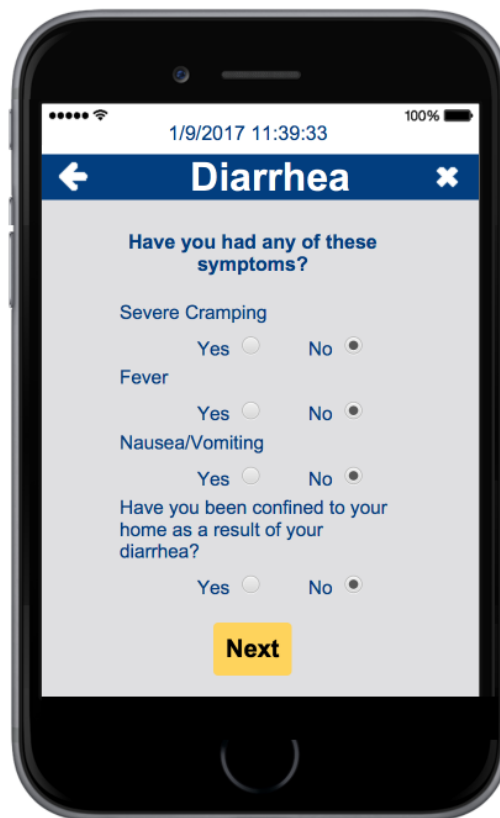 100%
1/9/2017 11:39:33
Diarrhea
Have you had any of these
symptoms?
Severe Cramping
Yes No
Fever
Yes No
Nausea/Vomiting
Yes No
Have you been confined to your
home as a result of your
diarrhea?
Yes No
Next